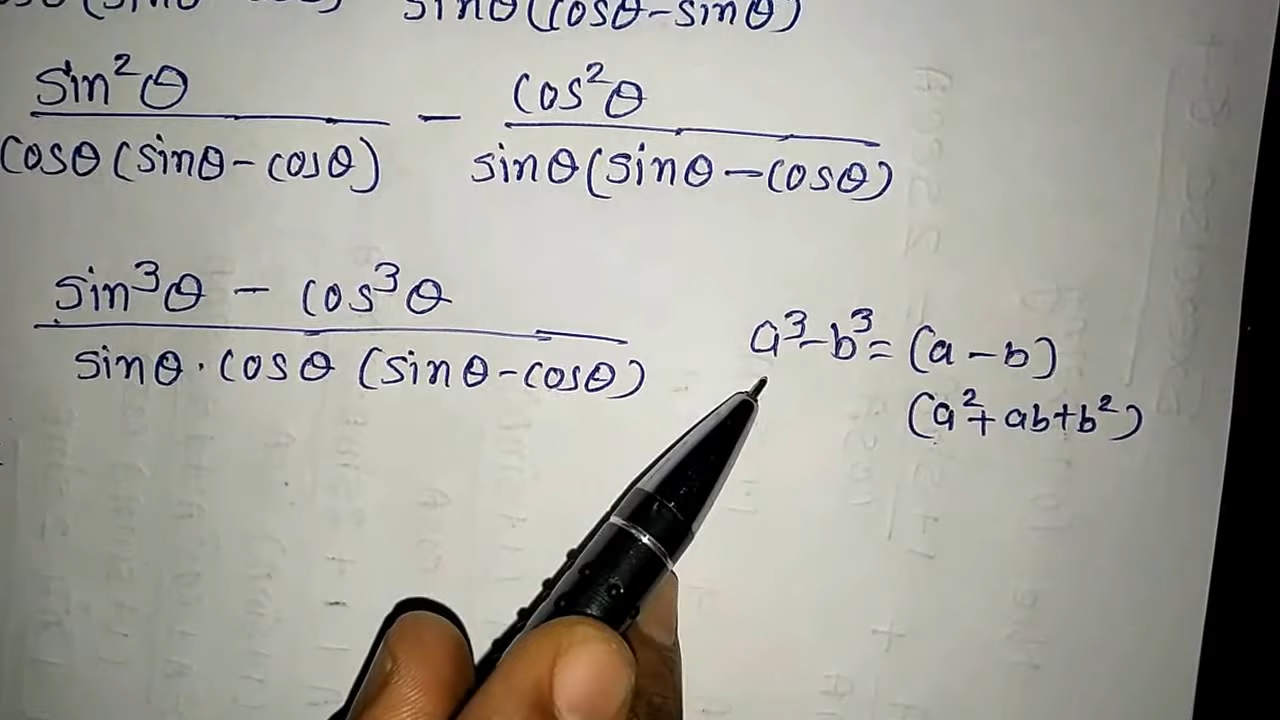 sinθ(cosθ-sinθ)
sin²θ - cos²θ
cosθ(sinθ-cosθ) sinθ(sinθ-cosθ)
sin³θ - cos³θ
sinθ.cosθ (sinθ-cosθ)
a³-b³=(a-b)
(a²+ab+b²)